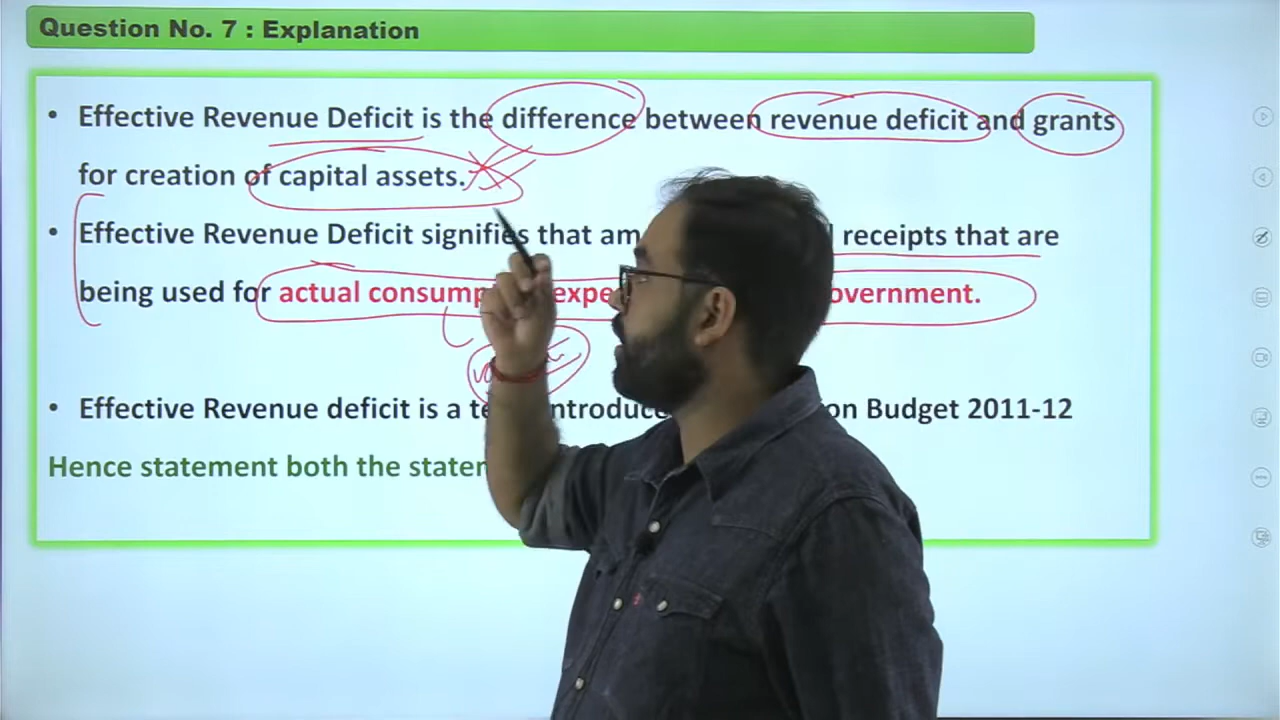 Question No. 7 : Explanation
• Effective Revenue Deficit is the difference between revenue deficit and grants
for creation of capital assets.
• Effective Revenue Deficit signifies that am receipts that are
being used for actual consump expe overnment.
• Effective Revenue deficit is a te ntroduce on Budget 2011-12
Hence statement both the stater